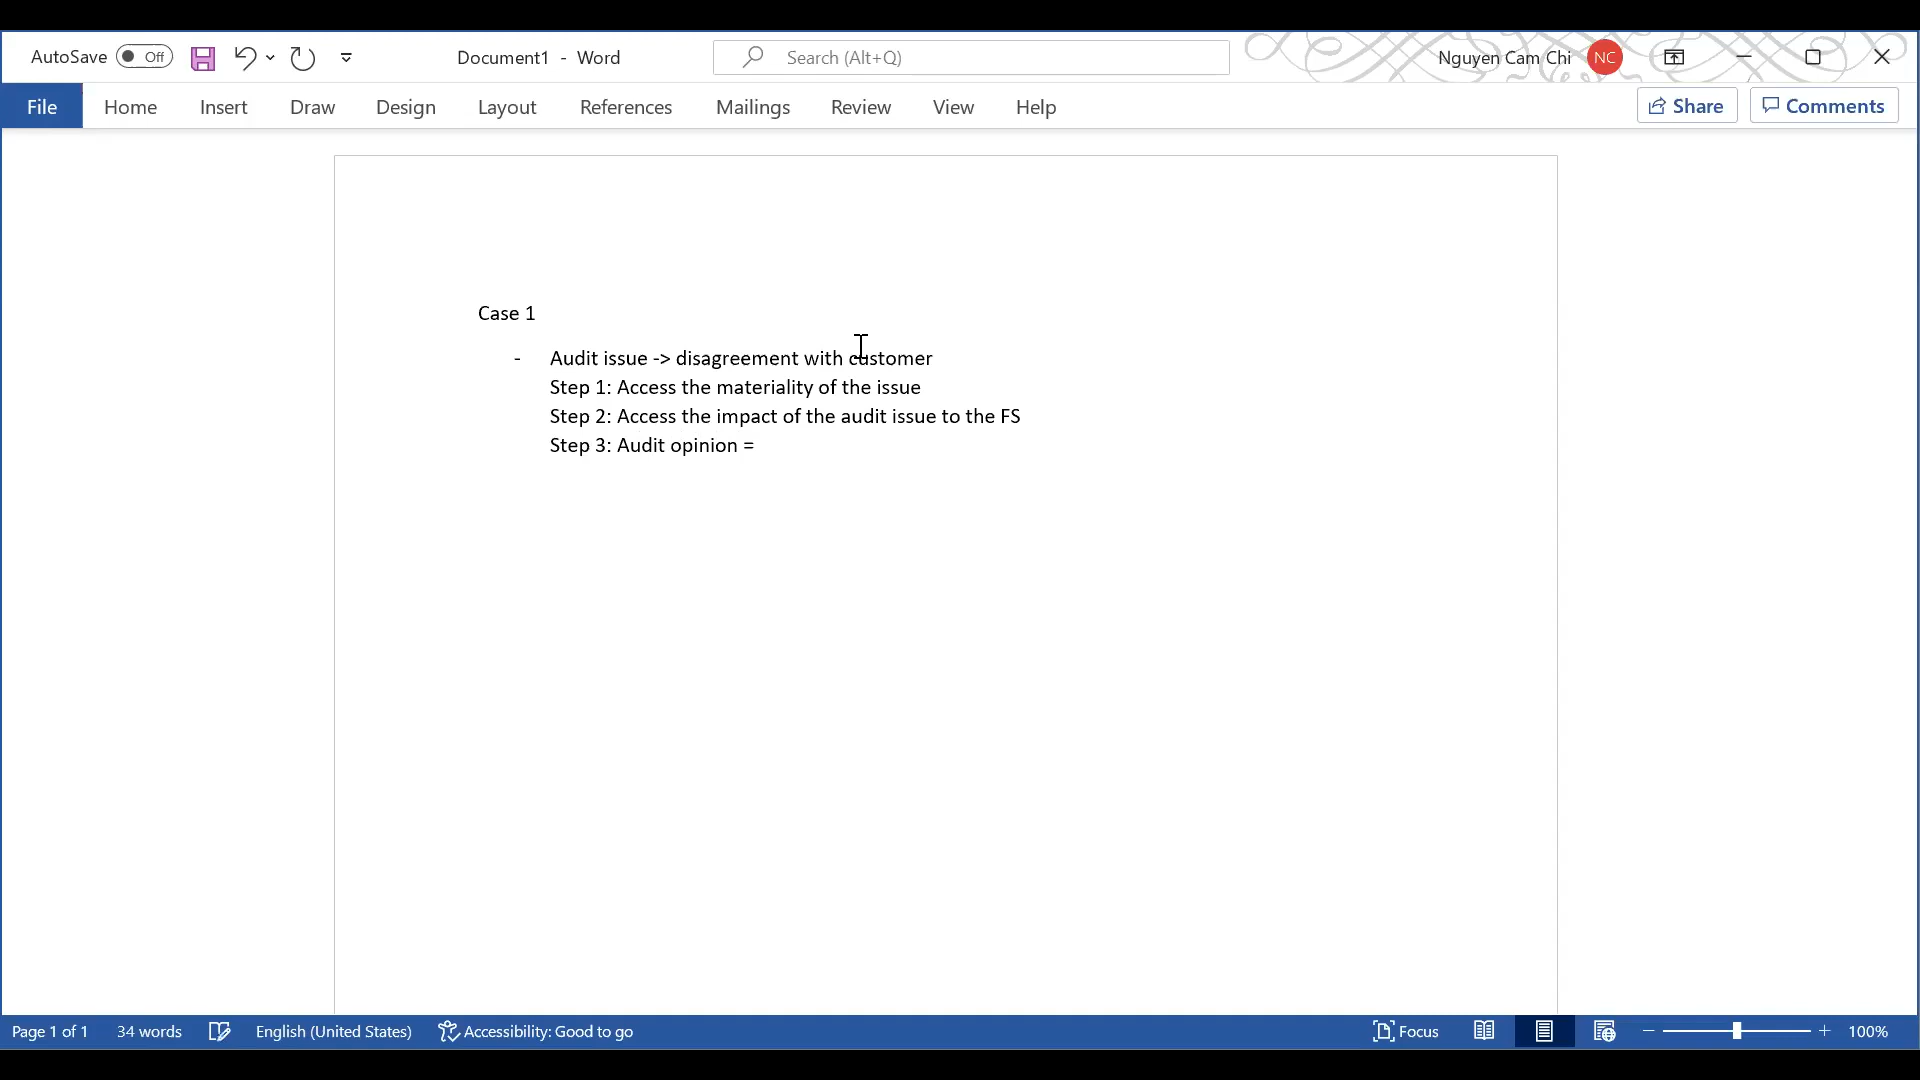 AutoSave Off Document1 - Word Search (Alt+Q) Nguyen Cam Chi NC
File Home Insert Draw Design Layout References Mailings Review View Help Share Comments
Case 1
- Audit issue -> disagreement with customer
Step 1: Access the materiality of the issue
Step 2: Access the impact of the audit issue to the FS
Step 3: Audit opinion =
Page 1 of 1 34 words English (United States) Accessibility: Good to go Focus 100%